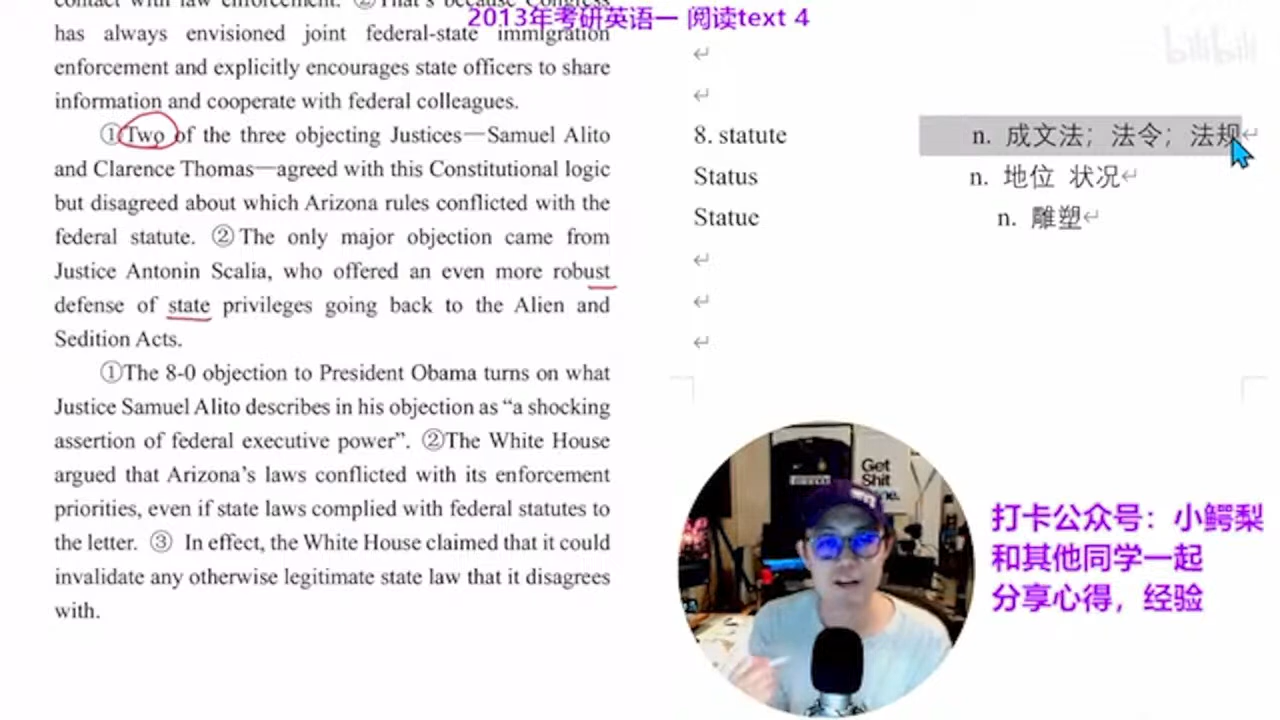 contact with law enforcement. ②That's because Congress
2013年考研英语一 阅读text 4
has always envisioned joint federal-state immigration
enforcement and explicitly encourages state officers to share
information and cooperate with federal colleagues.
①Two of the three objecting Justices—Samuel Alito
and Clarence Thomas—agreed with this Constitutional logic
but disagreed about which Arizona rules conflicted with the
federal statute. ②The only major objection came from
Justice Antonin Scalia, who offered an even more robust
defense of state privileges going back to the Alien and
Sedition Acts.
①The 8-0 objection to President Obama turns on what
Justice Samuel Alito describes in his objection as “a shocking
assertion of federal executive power”. ②The White House
argued that Arizona's laws conflicted with its enforcement
priorities, even if state laws complied with federal statutes to
the letter. ③ In effect, the White House claimed that it could
invalidate any otherwise legitimate state law that it disagrees
with.
bilibili
8. statute n. 成文法；法令；法规
Status n. 地位 状况
Statue n. 雕塑
Get
Shit
打卡公众号：小鳄梨
和其他同学一起
分享心得，经验